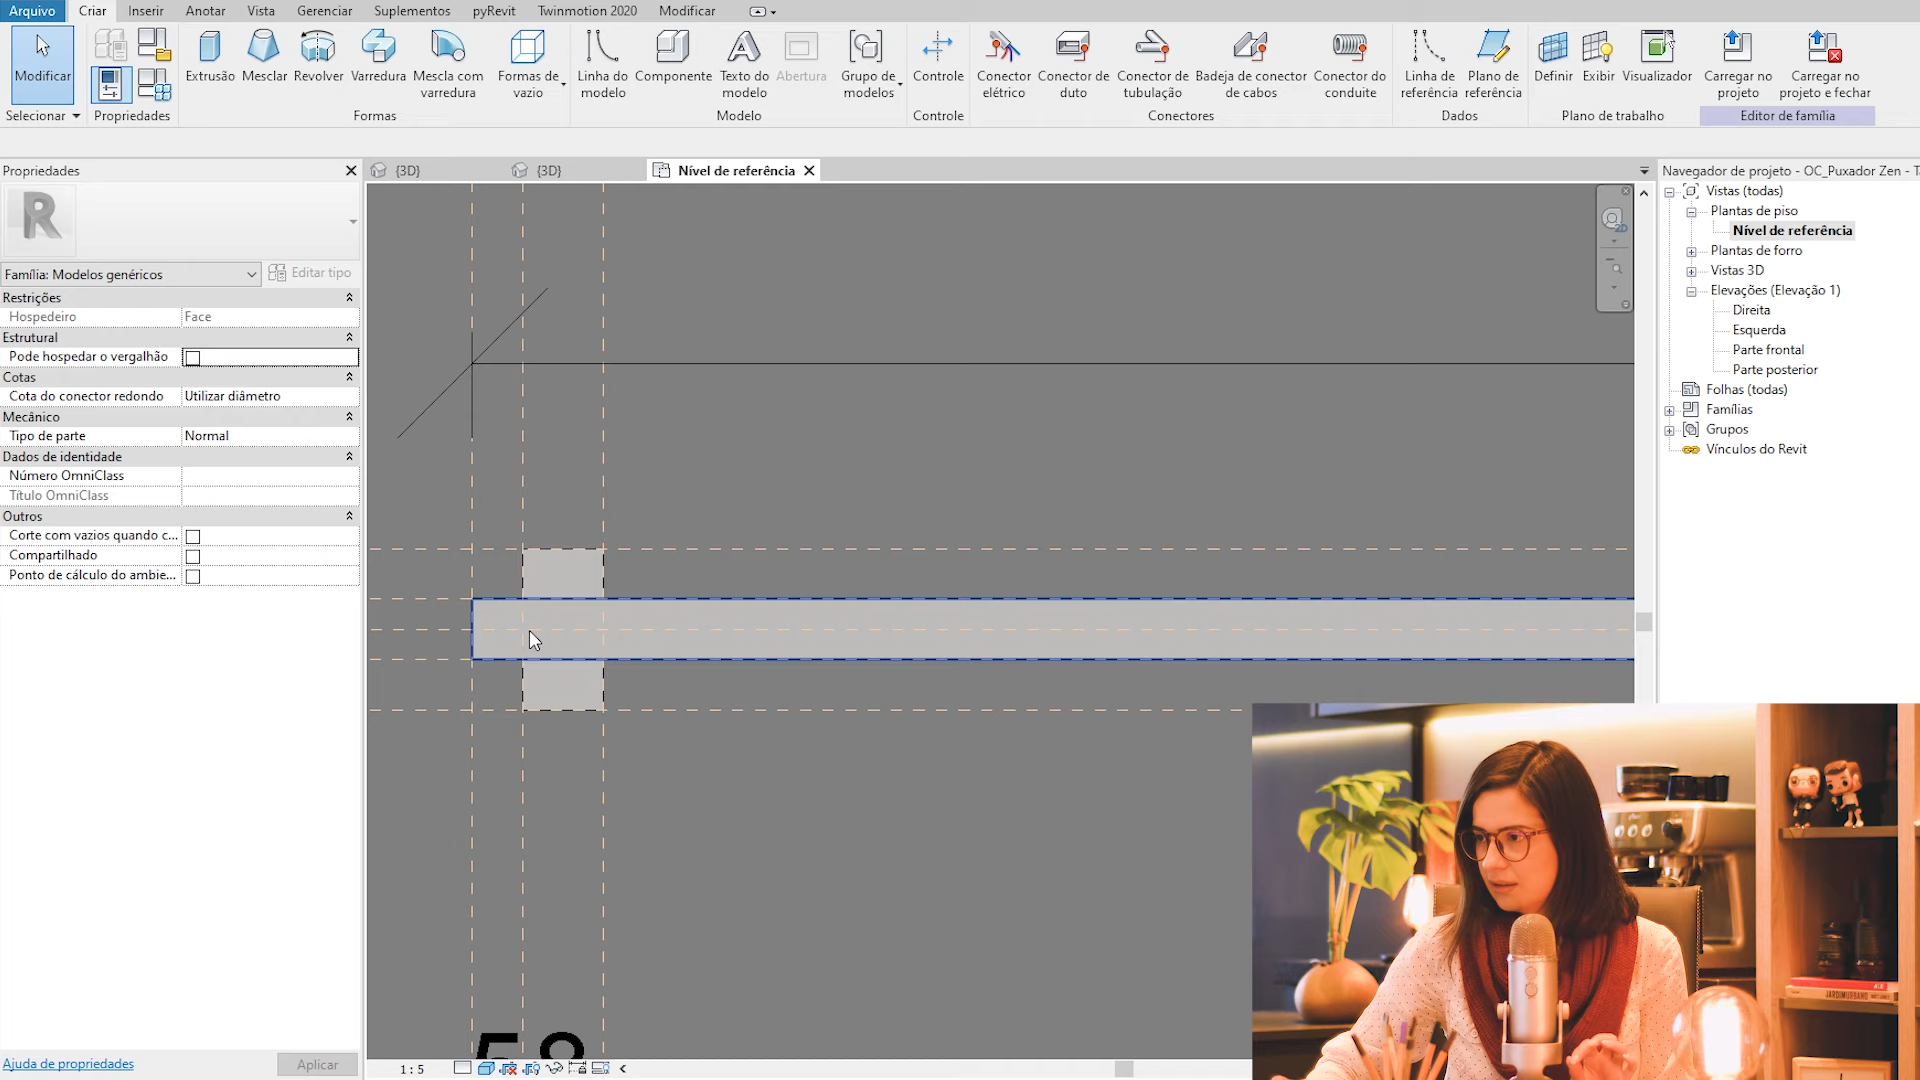 Arquivo Criar Inserir Anotar Vista Gerenciar Suplementos pyRevit Twinmotion 2020 Modificar
Modificar Extrusão Mesclar Revolver Varredura Mescla com varredura Formas de vazio Linha do modelo Componente Texto do modelo Abertura Grupo de modelos Controle Conector elétrico Conector de duto Conector de tubulação Badeja de conector de cabos Conector do conduite Linha de referência Plano de referência Definir Exibir Visualizador Carregar no projeto Carregar no projeto e fechar
Selecionar Propriedades Formas Modelo Controle Conectores Dados Plano de trabalho Editor de família
Propriedades
R
Família: Modelos genéricos Editar tipo
Restrições
Hospedeiro Face
Estrutural
Pode hospedar o vergalhão
Cotas
Cota do conector redondo Utilizar diâmetro
Mecânico
Tipo de parte Normal
Dados de identidade
Número OmniClass
Título OmniClass
Outros
Corte com vazios quando c...
Compartilhado
Ponto de cálculo do ambie...
Ajuda de propriedades Aplicar
{3D} {3D} Nível de referência
2D
1 : 5
Navegador de projeto - OC_Puxador Zen - T
Vistas (todas)
Plantas de piso
Nível de referência
Plantas de forro
Vistas 3D
Elevações (Elevação 1)
Direita
Esquerda
Parte frontal
Parte posterior
Folhas (todas)
Famílias
Grupos
Vínculos do Revit
JARDIM URBANO